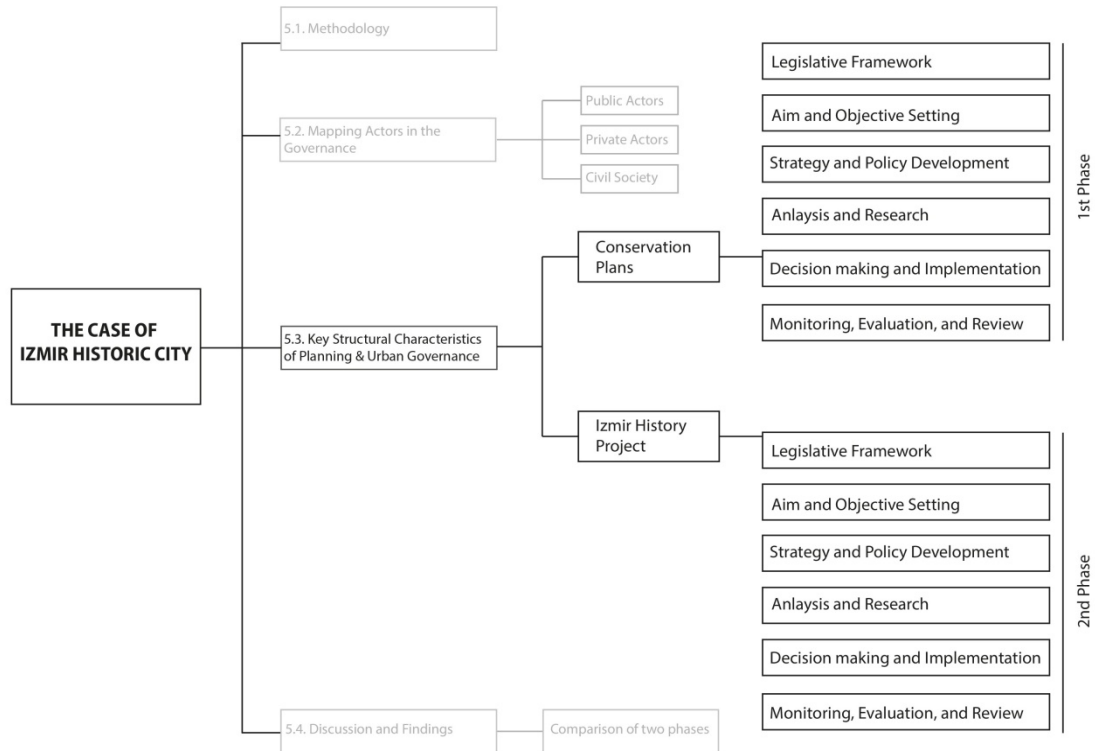 THE CASE OF
IZMIR HISTORIC CITY
5.1. Methodology
5.2. Mapping Actors in the
Governance
Public Actors
Private Actors
Civil Society
5.3. Key Structural Characteristics
of Planning & Urban Governance
Conservation
Plans
Legislative Framework
Aim and Objective Setting
Strategy and Policy Development
Anlaysis and Research
Decision making and Implementation
Monitoring, Evaluation, and Review
1st Phase
Izmir History
Project
Legislative Framework
Aim and Objective Setting
Strategy and Policy Development
Anlaysis and Research
Decision making and Implementation
Monitoring, Evaluation, and Review
2nd Phase
5.4. Discussion and Findings
Comparison of two phases